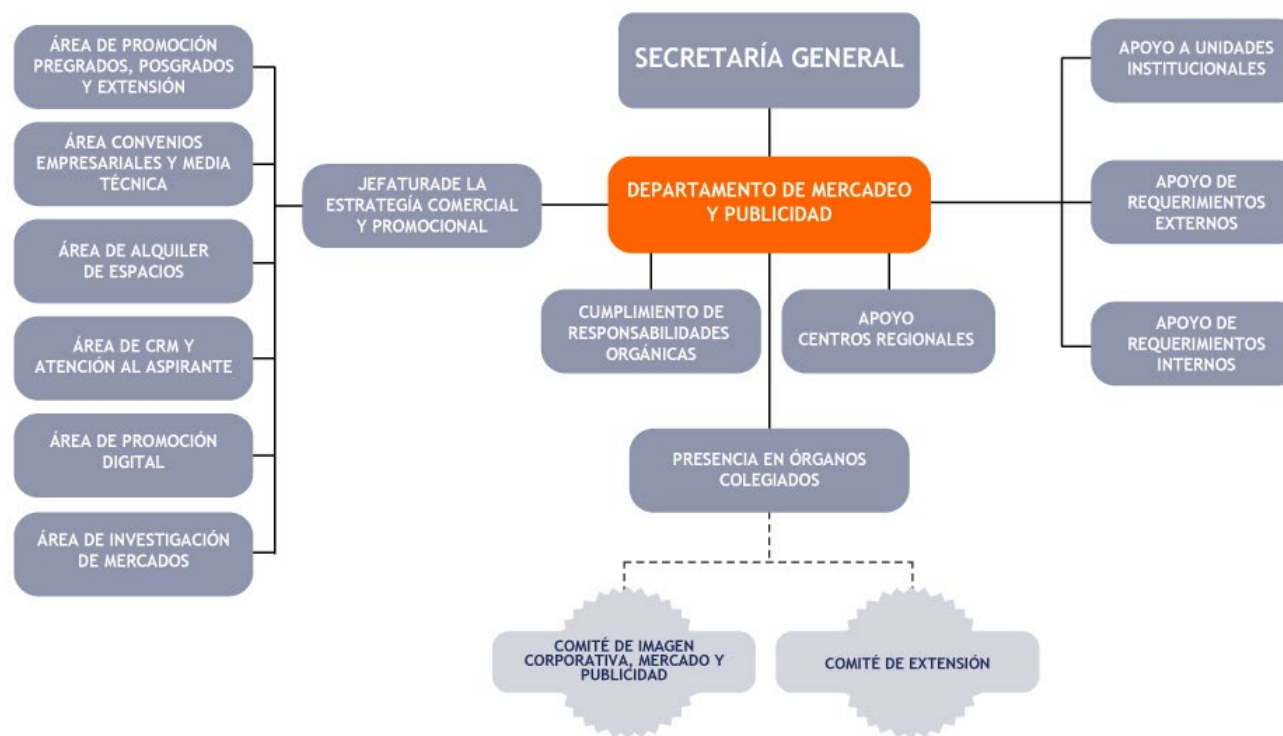 ÁREA DE PROMOCIÓN
PREGRADOS, POSGRADOS
Y EXTENSIÓN
ÁREA CONVENIOS
EMPRESARIALES Y MEDIA
TÉCNICA
ÁREA DE ALQUILER
DE ESPACIOS
ÁREA DE CRM Y
ATENCIÓN AL ASPIRANTE
ÁREA DE PROMOCIÓN
DIGITAL
ÁREA DE INVESTIGACIÓN
DE MERCADOS
JEFATURADE LA
ESTRATEGÍA COMERCIAL
Y PROMOCIONAL
SECRETARÍA GENERAL
DEPARTAMENTO DE MERCADEO
Y PUBLICIDAD
CUMPLIMIENTO DE
RESPONSABILIDADES
ORGÁNICAS
APOYO
CENTROS REGIONALES
PRESENCIA EN ÓRGANOS
COLEGIADOS
COMITÉ DE IMAGEN
CORPORATIVA, MERCADO Y
PUBLICIDAD
COMITÉ DE EXTENSIÓN
APOYO A UNIDADES
INSTITUCIONALES
APOYO DE
REQUERIMIENTOS
EXTERNOS
APOYO DE
REQUERIMIENTOS
INTERNOS